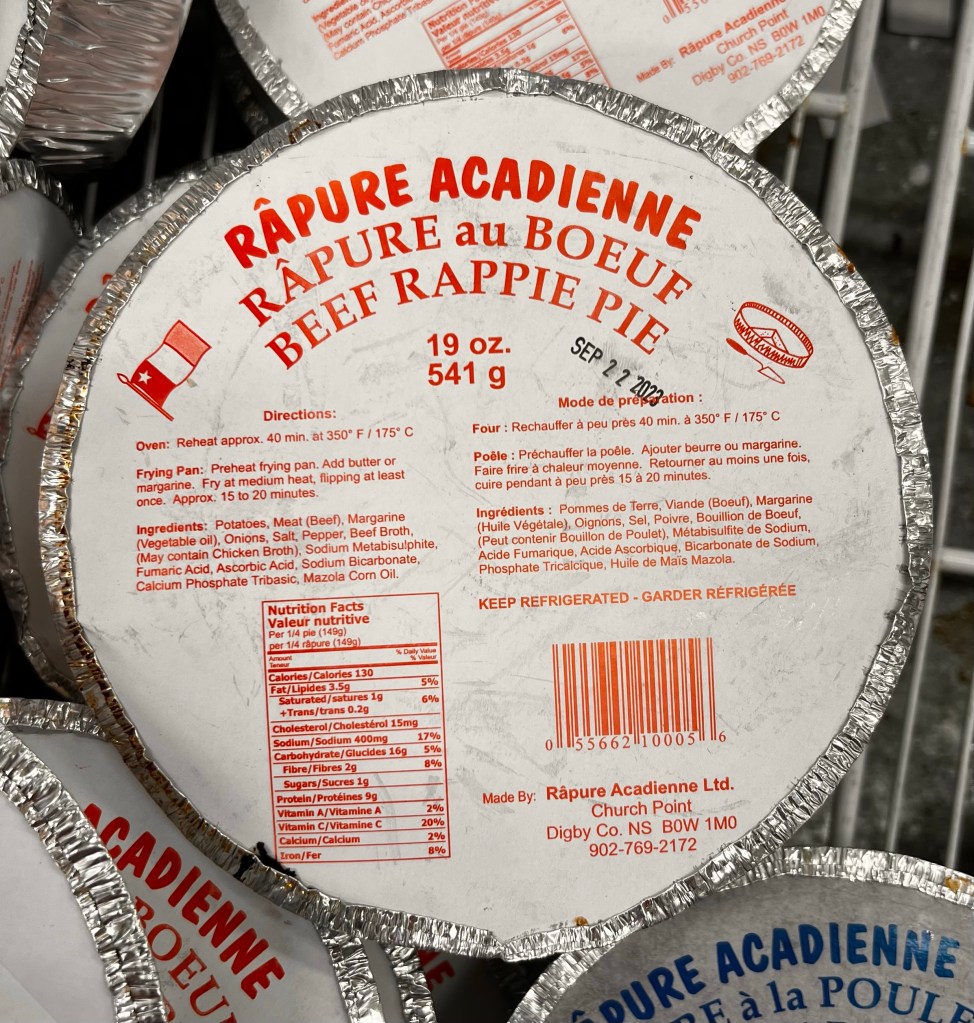 Made By: Râpure Acadienne
Church Point
Digby Co. NS B0W 1M0
902-769-2172
RÂPURE ACADIENNE
RÂPURE au BOEUF
BEEF RAPPIE PIE
19 oz.
541 g
SEP 22 2023
Directions:
Oven: Reheat approx. 40 min. at 350° F / 175° C
Frying Pan: Preheat frying pan. Add butter or
margarine. Fry at medium heat, flipping at least
once. Approx. 15 to 20 minutes.
Ingredients: Potatoes, Meat (Beef), Margarine
(Vegetable oil), Onions, Salt, Pepper, Beef Broth,
(May contain Chicken Broth), Sodium Metabisulphite,
Fumaric Acid, Ascorbic Acid, Sodium Bicarbonate,
Calcium Phosphate Tribasic, Mazola Corn Oil.
Mode de préparation :
Four : Rechauffer à peu près 40 min. à 350° F / 175° C
Poêle : Préchauffer la poêle. Ajouter beurre ou margarine.
Faire frire à chaleur moyenne. Retourner au moins une fois,
cuire pendant à peu près 15 à 20 minutes.
Ingrédients : Pommes de Terre, Viande (Boeuf), Margarine
(Huile Végétale), Oignons, Sel, Poivre, Bouillon de Boeuf,
(Peut contenir Bouillon de Poulet), Métabisulfite de Sodium,
Acide Fumarique, Acide Ascorbique, Bicarbonate de Sodium,
Phosphate Tricalcique, Huile de Maïs Mazola.
KEEP REFRIGERATED - GARDER RÉFRIGÉRÉE
Nutrition Facts
Valeur nutritive
Per 1/4 pie (149g)
per 1/4 râpure (149g)
Amount % Daily Value
Teneur % Valeur
Calories/Calories 130
Fat/Lipides 3.5g 5%
Saturated/satures 1g 6%
+Trans/trans 0.2g
Cholesterol/Cholestérol 15mg
Sodium/Sodium 400mg 17%
Carbohydrate/Glucides 16g 5%
Fibre/Fibres 2g 8%
Sugars/Sucres 1g
Protein/Protéines 9g
Vitamin A/Vitamine A 2%
Vitamin C/Vitamine C 20%
Calcium/Calcium 2%
Iron/Fer 8%
0 55662 10005 6
Made By: Râpure Acadienne Ltd.
Church Point
Digby Co. NS B0W 1M0
902-769-2172
ACADIENNE
BOEU
PURE ACADIENNE
E à la POULE